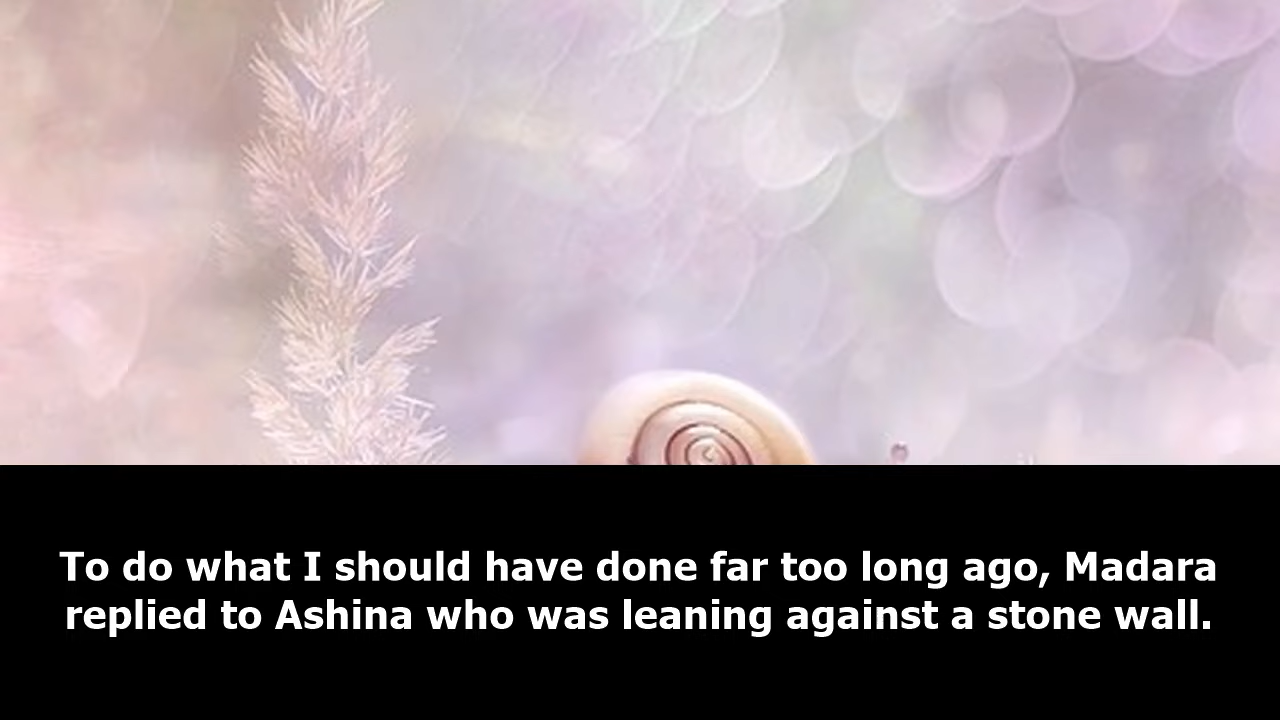 To do what I should have done far too long ago, Madara
replied to Ashina who was leaning against a stone wall.